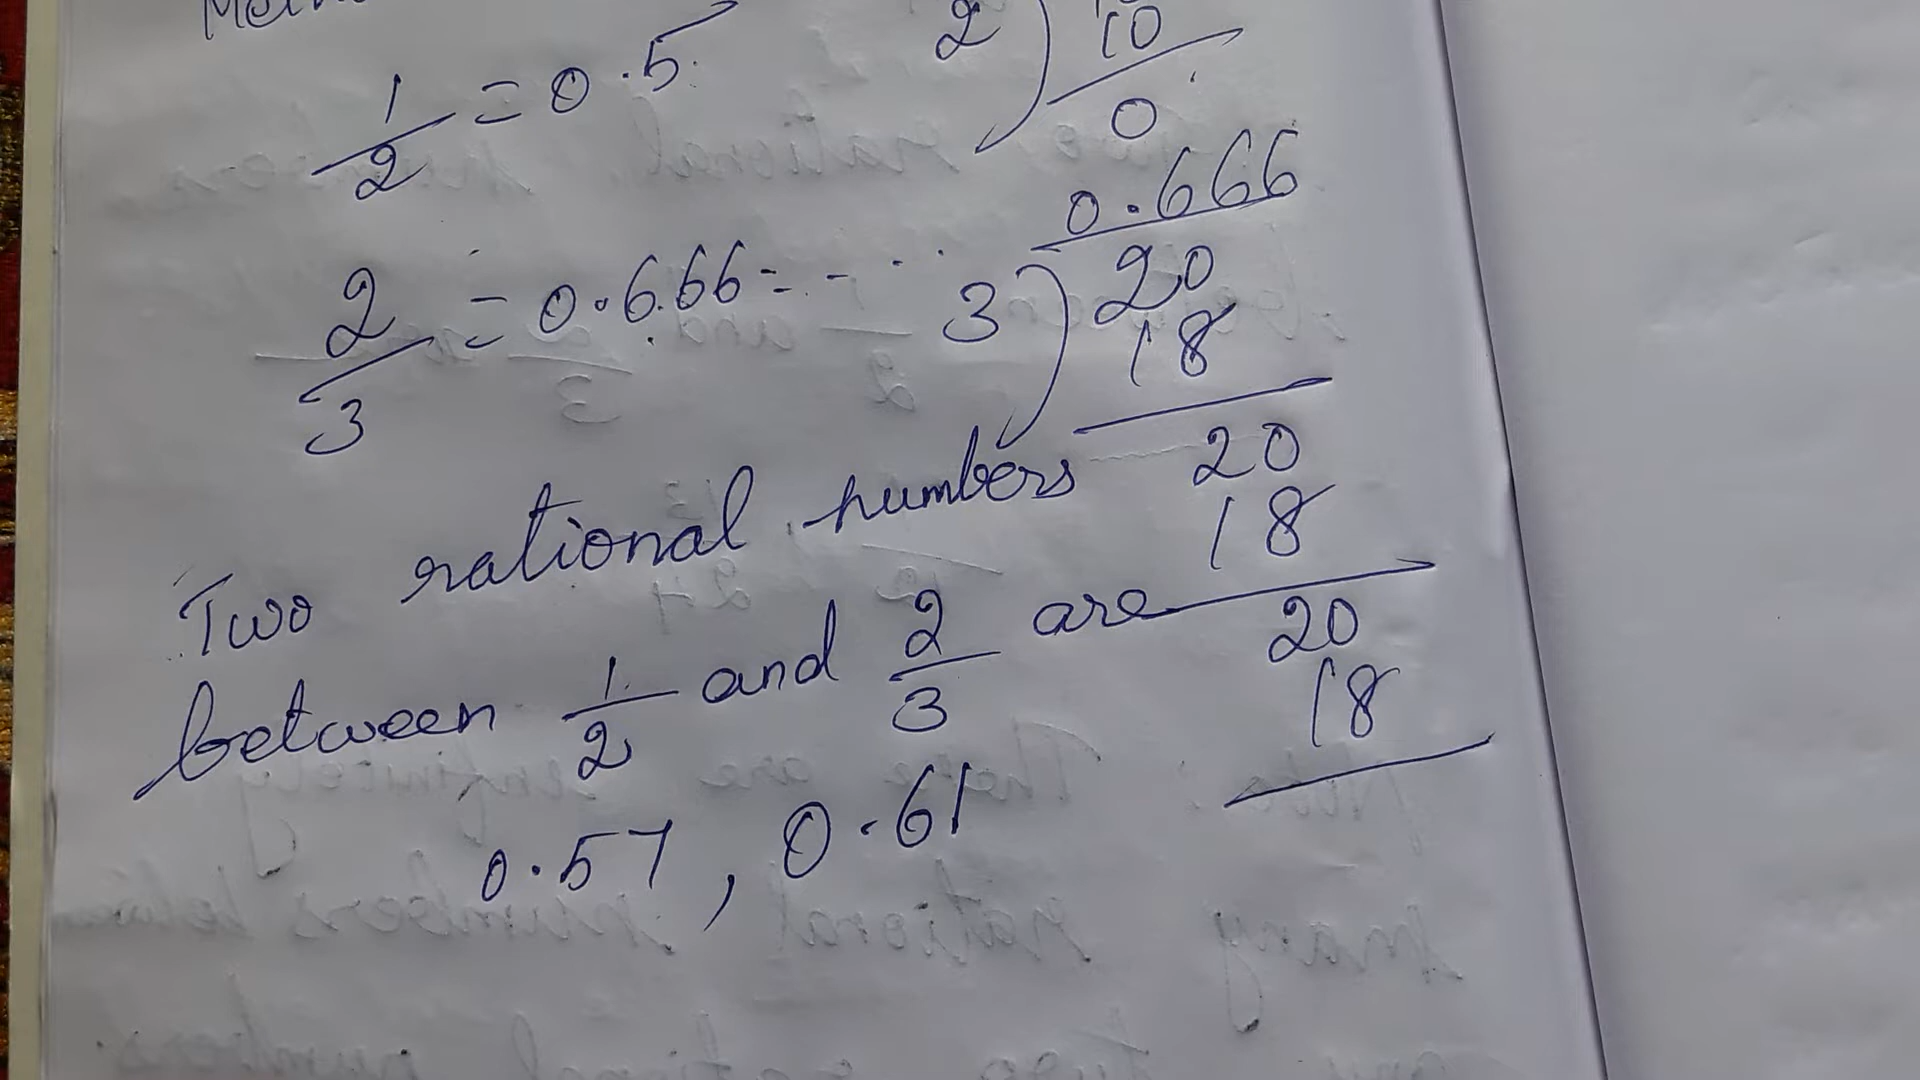 1/2 = 0.5
2 ) 10
0
2/3 = 0.666 - - ...
0.666
3 ) 20
18
20
18
20
18
Two rational numbers
between 1/2 and 2/3 are
0.57, 0.61